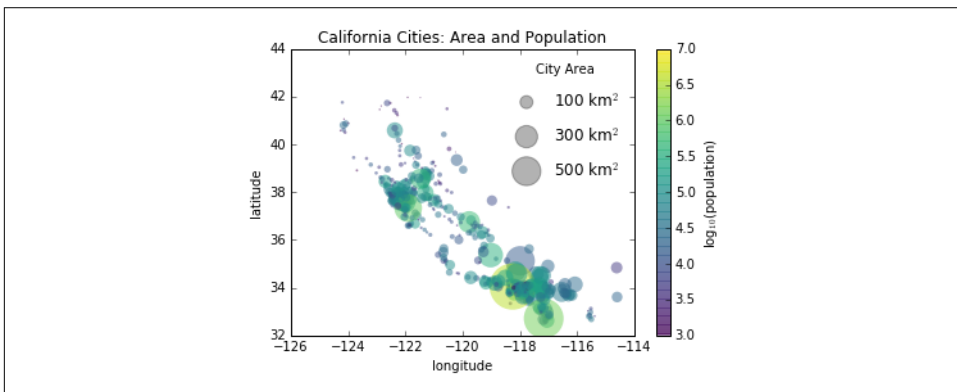 California Cities: Area and Population
44
42
40
38
36
34
32
latitude
−126
−124
−122
−120
−118
−116
−114
longitude
City Area
100 km²
300 km²
500 km²
7.0
6.5
6.0
5.5
5.0
4.5
4.0
3.5
3.0
log₁₀(population)